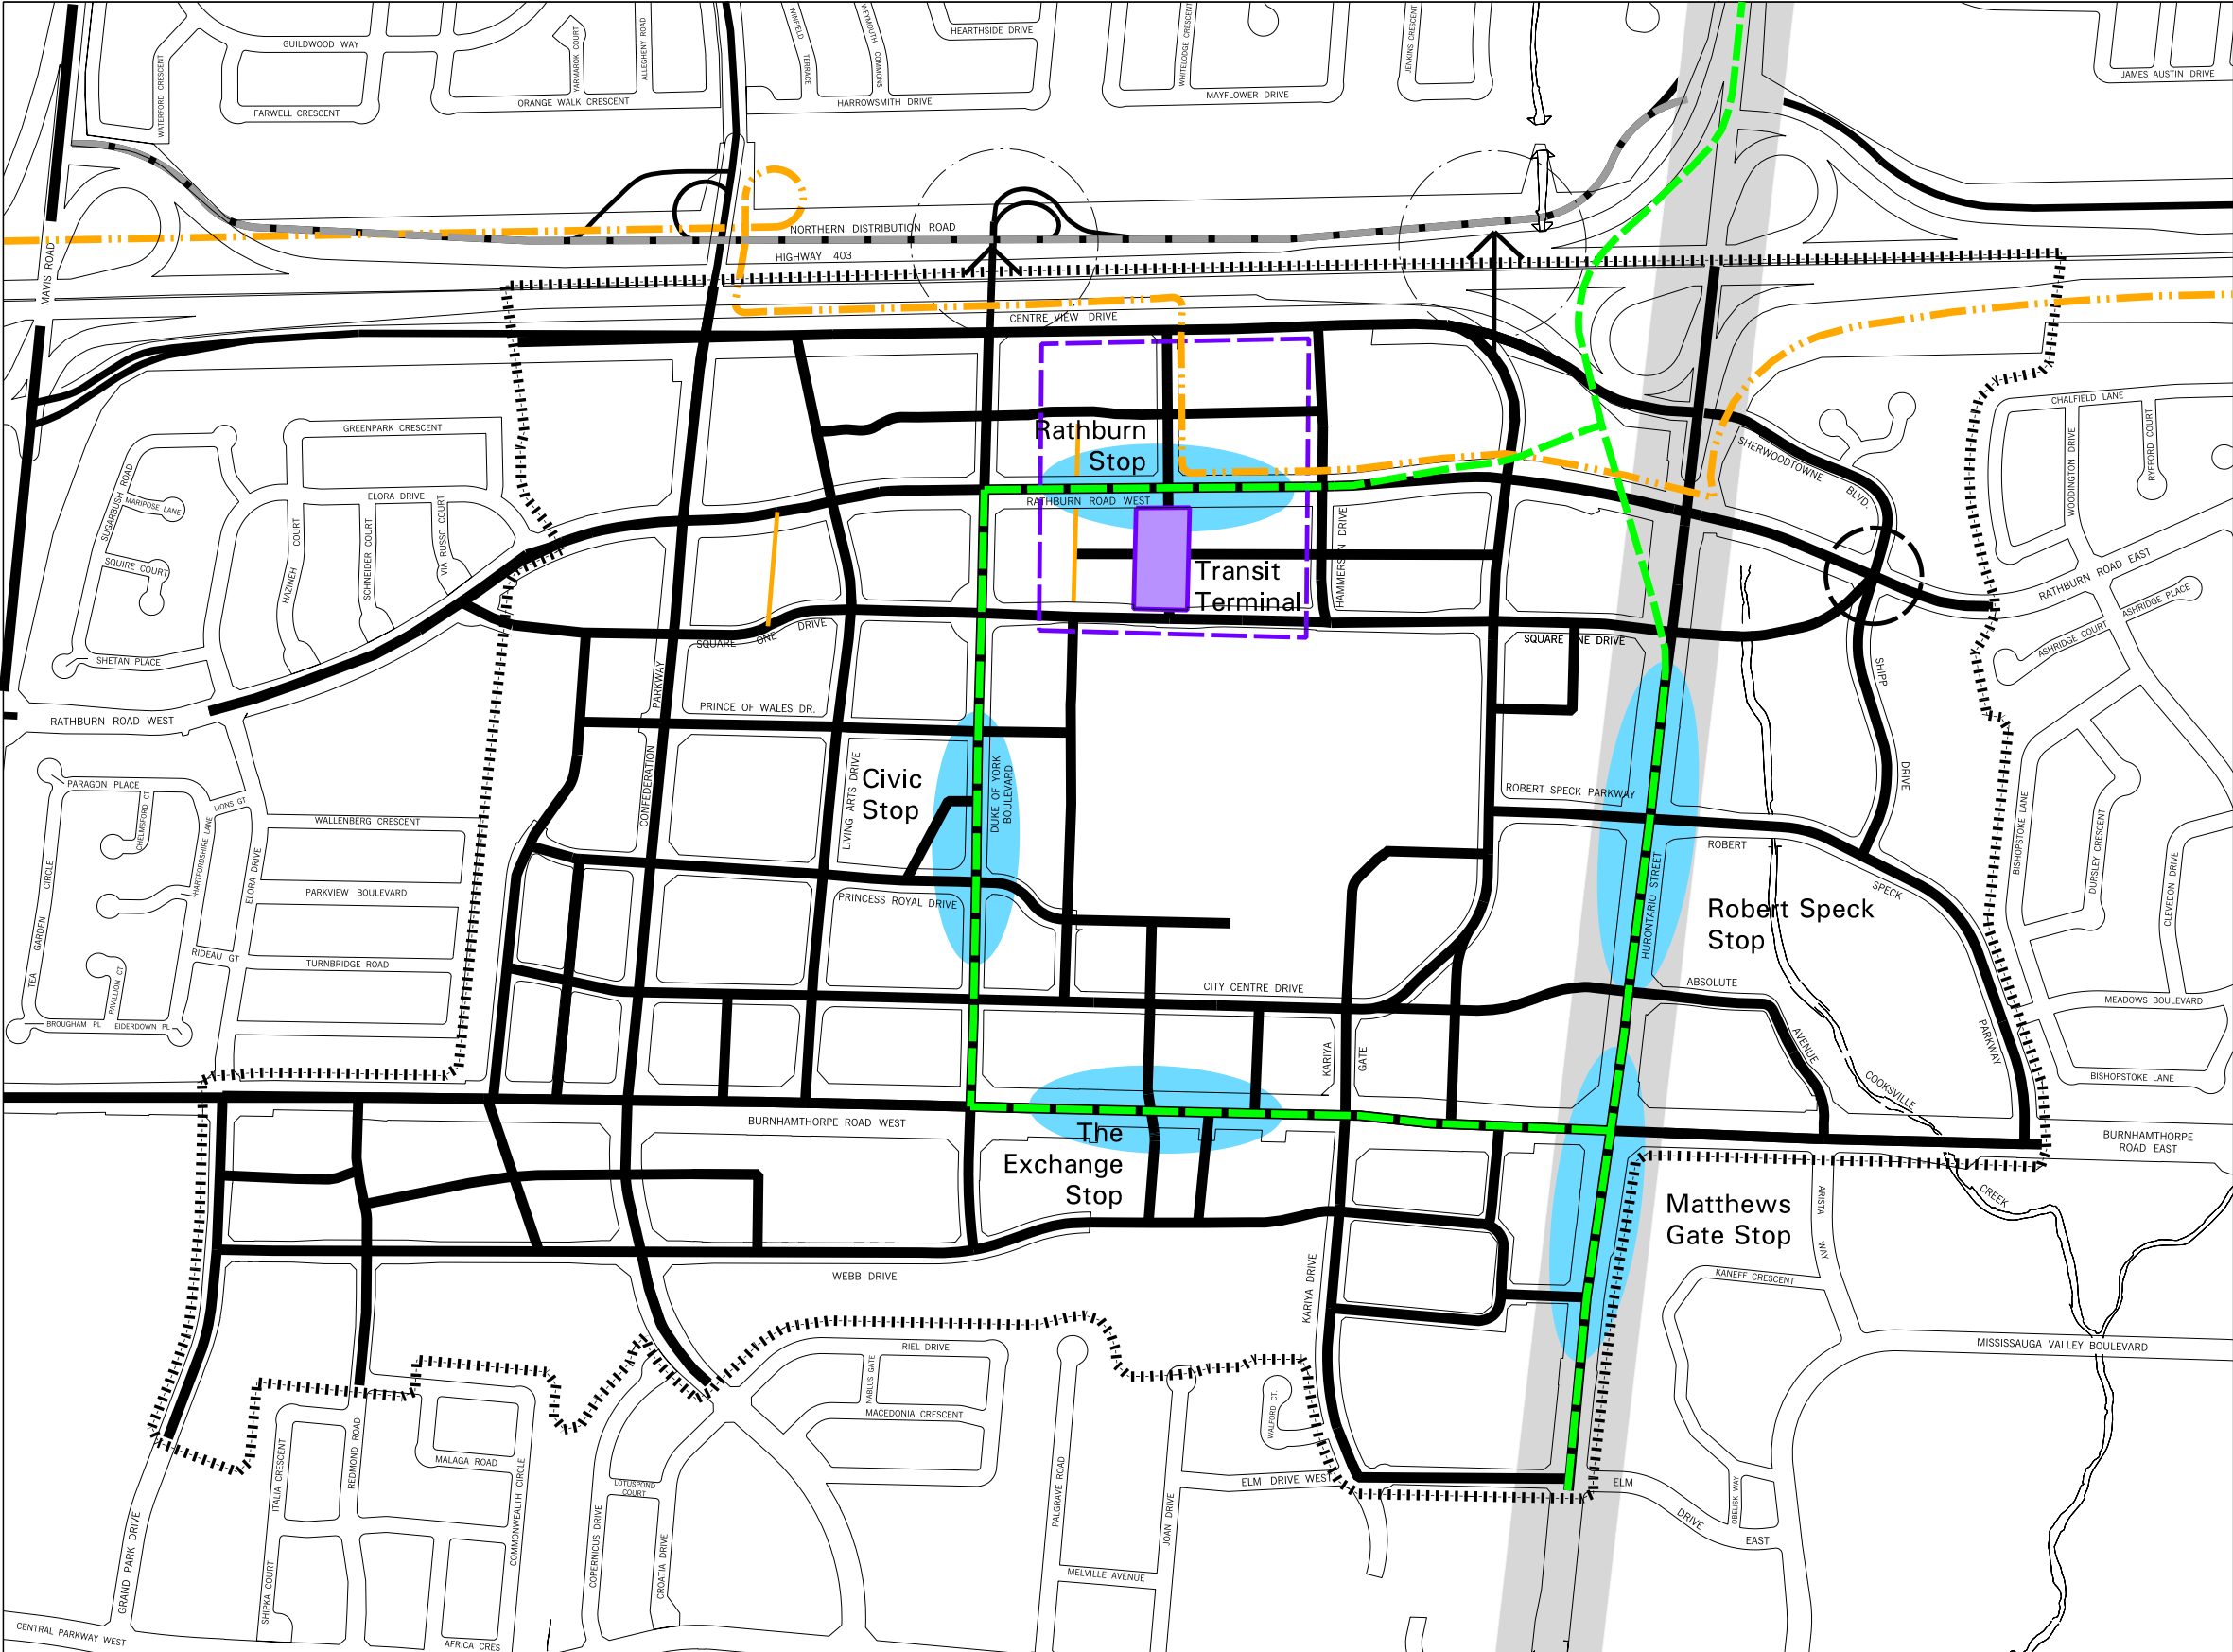 GUILDWOOD WAY
FARWELL CRESCENT
WATERFORD CRESCENT
ORANGE WALK CRESCENT
YARMAROK COURT
ALLEGHENY ROAD
WINFIELD TERRACE
WEYMOUTH COMMONS
HEARTHSIDE DRIVE
HARROWSMITH DRIVE
WHITELODGE CRESCENT
MAYFLOWER DRIVE
JENKINS CRESCENT
JAMES AUSTIN DRIVE
MAVIS ROAD
NORTHERN DISTRIBUTION ROAD
HIGHWAY 403
CENTRE VIEW DRIVE
GREENPARK CRESCENT
SUGARBUSH ROAD
MARIPOSE LANE
SQUIRE COURT
SHETANI PLACE
ELORA DRIVE
HAZINEH COURT
SCHNEIDER COURT
VIA RUSSO COURT
RATHBURN ROAD WEST
Rathburn
Stop
RATHBURN ROAD WEST
Transit
Terminal
HAMMERSON DRIVE
SHERWOODTOWNE BLVD.
CHALFIELD LANE
WOODINGTON DRIVE
RYEFORD COURT
RATHBURN ROAD EAST
ASHRIDGE PLACE
ASHRIDGE COURT
SQUARE ONE DRIVE
SQUARE ONE DRIVE
SHIPP DRIVE
PRINCE OF WALES DR.
CONFEDERATION PARKWAY
LIVING ARTS DRIVE
Civic
Stop
DUKE OF YORK
BOULEVARD
PRINCESS ROYAL DRIVE
ROBERT SPECK PARKWAY
ROBERT SPECK PARKWAY
HURONTARIO STREET
Robert Speck
Stop
PARAGON PLACE
CHELMSFORD CT
LIONS GT
HARTFORDSHIRE LANE
ELORA DRIVE
TEA GARDEN CIRCLE
PAVILLION CT
RIDEAU GT
BROUGHAM PL
EIDERDOWN PL
WALLENBERG CRESCENT
PARKVIEW BOULEVARD
TURNBRIDGE ROAD
BISHOPSTOKE LANE
DURSLEY CRESCENT
CLEVEDON DRIVE
MEADOWS BOULEVARD
BISHOPSTOKE LANE
CITY CENTRE DRIVE
KARIYA GATE
ABSOLUTE AVENUE
COOKSVILLE CREEK
BURNHAMTHORPE ROAD WEST
BURNHAMTHORPE
ROAD EAST
The
Exchange
Stop
Matthews
Gate Stop
ARISTA WAY
KANEFF CRESCENT
MISSISSAUGA VALLEY BOULEVARD
WEBB DRIVE
KARIYA DRIVE
RIEL DRIVE
NABLUS GATE
MACEDONIA CRESCENT
WALFORD CT.
ELM DRIVE WEST
ELM DRIVE EAST
OBELISK WAY
GRAND PARK DRIVE
ITALIA CRESCENT
REDMOND ROAD
MALAGA ROAD
COMMONWEALTH CIRCLE
SHIPKA COURT
LOTUSPOND
COURT
COPERNICUS DRIVE
CROATIA DRIVE
PALGRAVE ROAD
JOAN DRIVE
MELVILLE AVENUE
CENTRAL PARKWAY WEST
AFRICA CRES